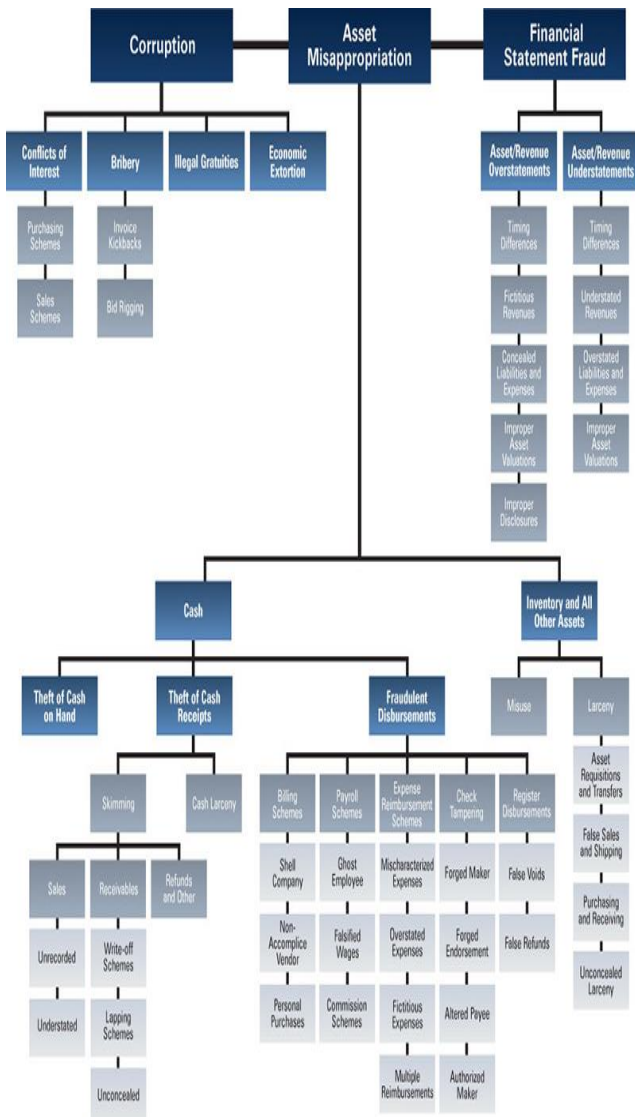 Corruption
Asset
Misappropriation
Financial
Statement Fraud
Conflicts of
Interest
Bribery
Illegal Gratuities
Economic
Extortion
Asset/Revenue
Overstatements
Asset/Revenue
Understatements
Purchasing
Schemes
Invoice
Kickbacks
Timing
Differences
Timing
Differences
Sales
Schemes
Bid Rigging
Fictitious
Revenues
Understated
Revenues
Concealed
Liabilities and
Expenses
Overstated
Liabilities and
Expenses
Improper
Asset
Valuations
Improper
Asset
Valuations
Improper
Disclosures
Cash
Inventory and All
Other Assets
Theft of Cash
on Hand
Theft of Cash
Receipts
Fraudulent
Disbursements
Misuse
Larceny
Skimming
Cash Larceny
Billing
Schemes
Payroll
Schemes
Expense
Reimbursement
Schemes
Check
Tampering
Register
Disbursements
Asset
Requisitions
and Transfers
Sales
Receivables
Refunds
and Other
Shell
Company
Ghost
Employee
Mischaracterized
Expenses
Forged Maker
False Voids
False Sales
and Shipping
Unrecorded
Write-off
Schemes
Non-
Accomplice
Vendor
Falsified
Wages
Overstated
Expenses
Forged
Endorsement
False Refunds
Purchasing
and Receiving
Understated
Lapping
Schemes
Personal
Purchases
Commission
Schemes
Fictitious
Expenses
Altered Payee
Unconcealed
Larceny
Unconcealed
Multiple
Reimbursements
Authorized
Maker